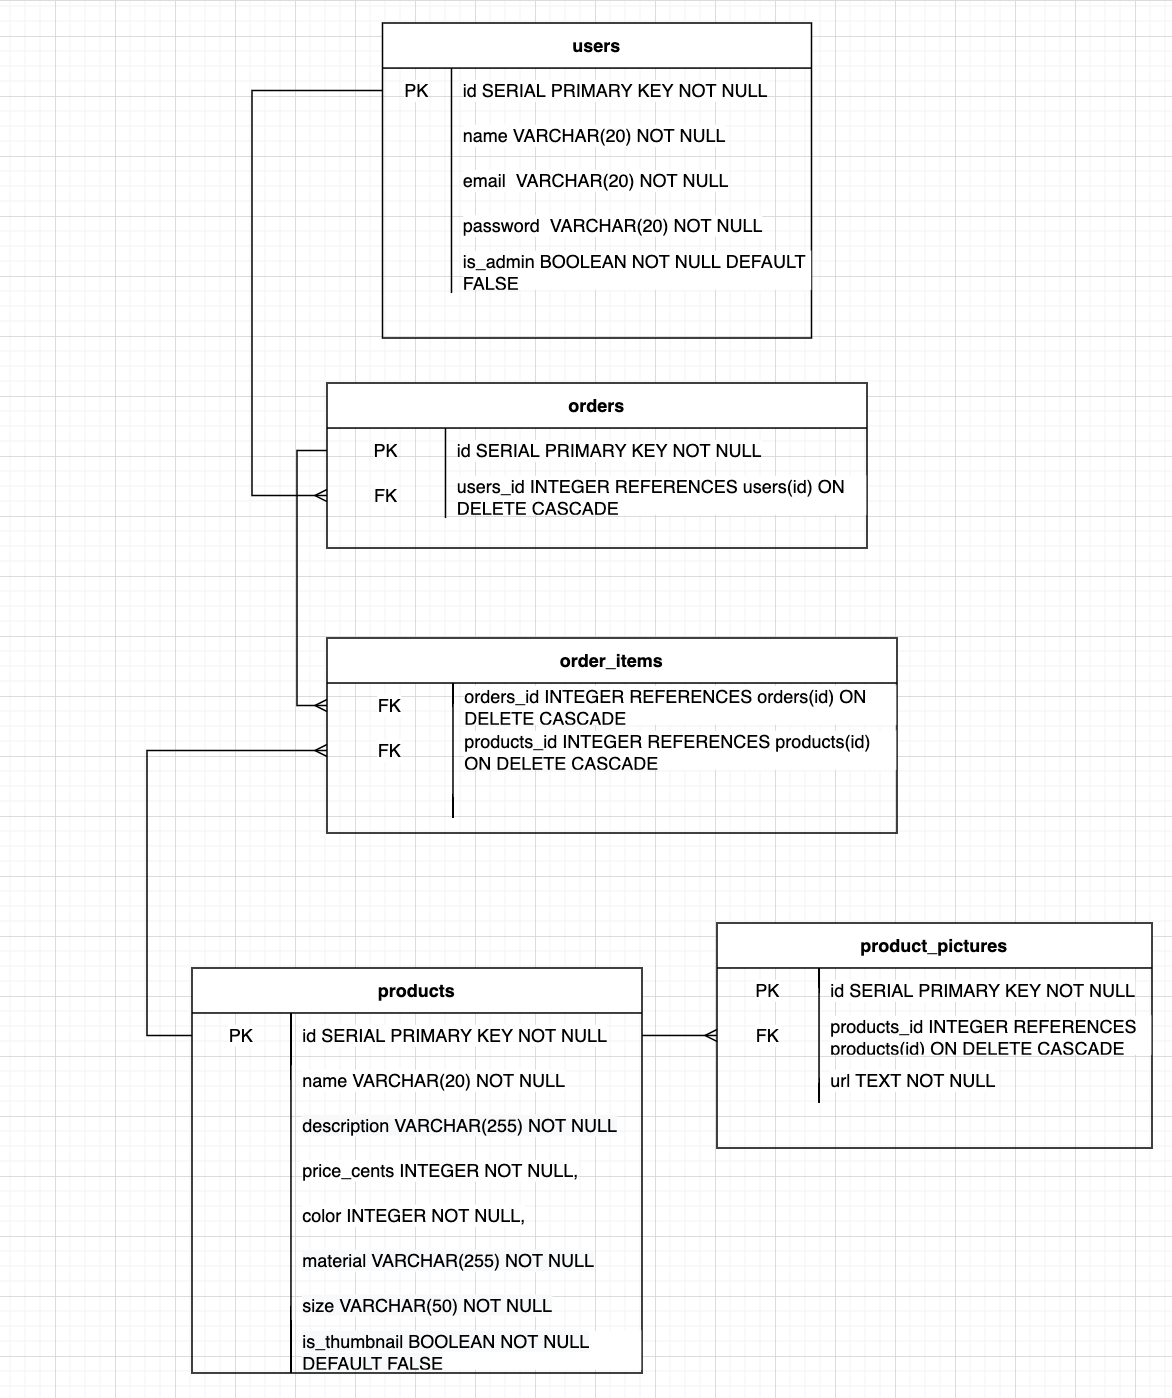 users
PK
id SERIAL PRIMARY KEY NOT NULL
name VARCHAR(20) NOT NULL
email  VARCHAR(20) NOT NULL
password  VARCHAR(20) NOT NULL
is_admin BOOLEAN NOT NULL DEFAULT
FALSE
orders
PK
id SERIAL PRIMARY KEY NOT NULL
FK
users_id INTEGER REFERENCES users(id) ON
DELETE CASCADE
order_items
FK
orders_id INTEGER REFERENCES orders(id) ON
DELETE CASCADE
FK
products_id INTEGER REFERENCES products(id)
ON DELETE CASCADE
product_pictures
PK
id SERIAL PRIMARY KEY NOT NULL
FK
products_id INTEGER REFERENCES
products(id) ON DELETE CASCADE
url TEXT NOT NULL
products
PK
id SERIAL PRIMARY KEY NOT NULL
name VARCHAR(20) NOT NULL
description VARCHAR(255) NOT NULL
price_cents INTEGER NOT NULL,
color INTEGER NOT NULL,
material VARCHAR(255) NOT NULL
size VARCHAR(50) NOT NULL
is_thumbnail BOOLEAN NOT NULL
DEFAULT FALSE